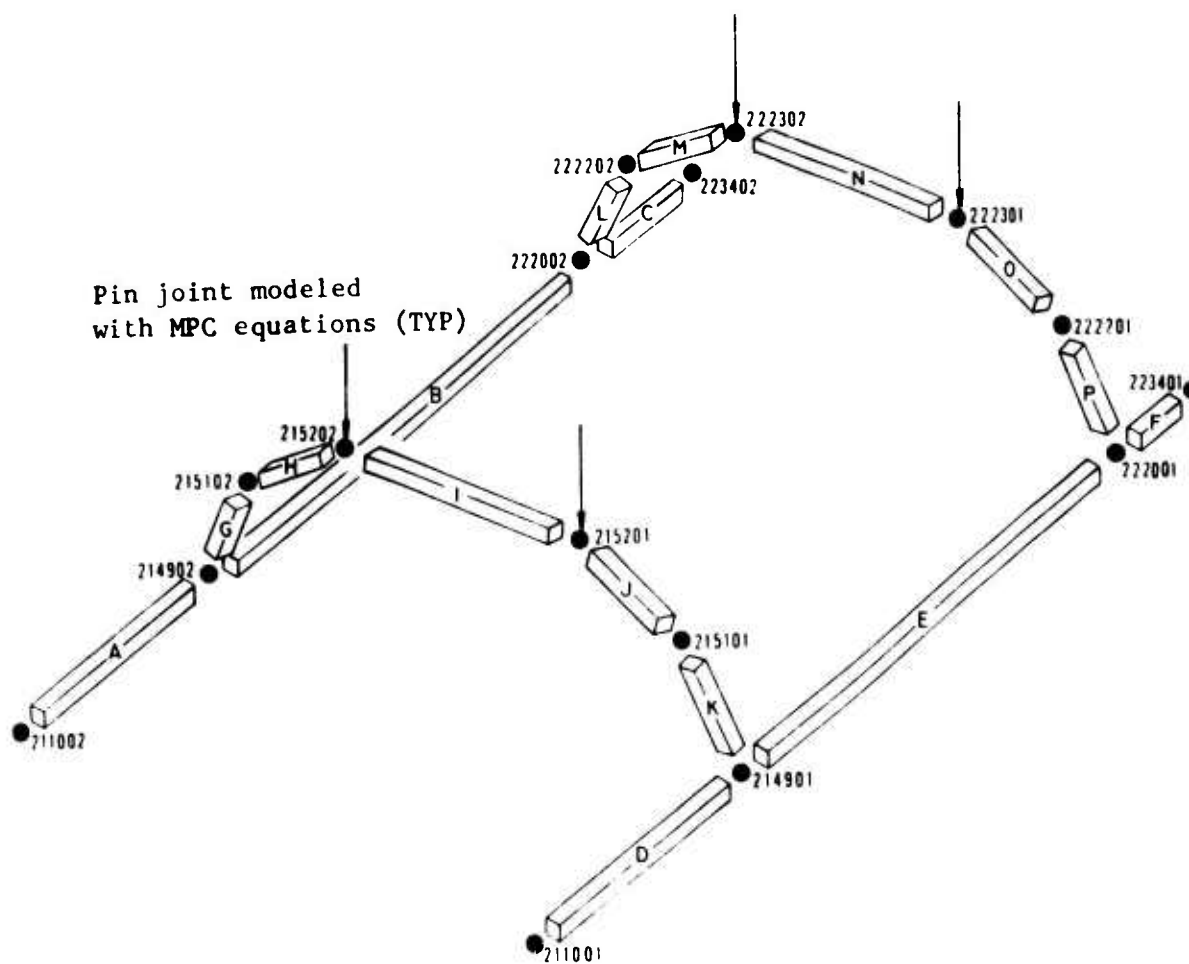 222302
M
222202
223402
N
L
C
222301
222002
O
Pin joint modeled
with MPC equations (TYP)
222201
B
P
223401
F
215202
H
222001
215102
I
G
215201
214902
J
E
215101
A
K
211002
214901
D
211001